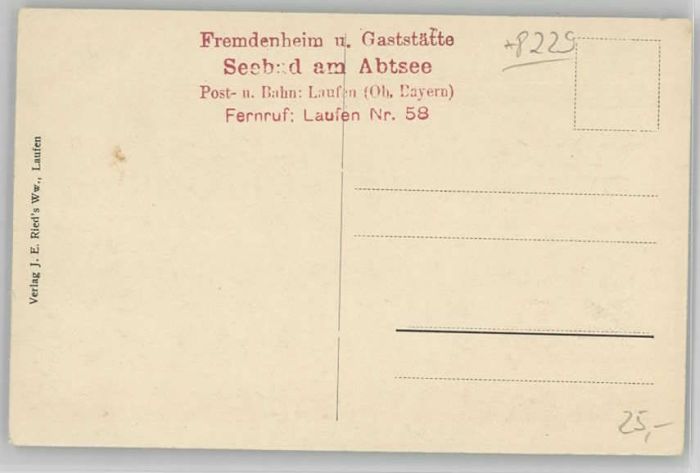 Fremdenheim u. Gaststätte
Seebad am Abtsee
Post- u. Bahn: Laufen (Ob. Bayern)
Fernruf: Laufen Nr. 58
*8229
Verlag J. E. Ried's Ww., Laufen
25,-